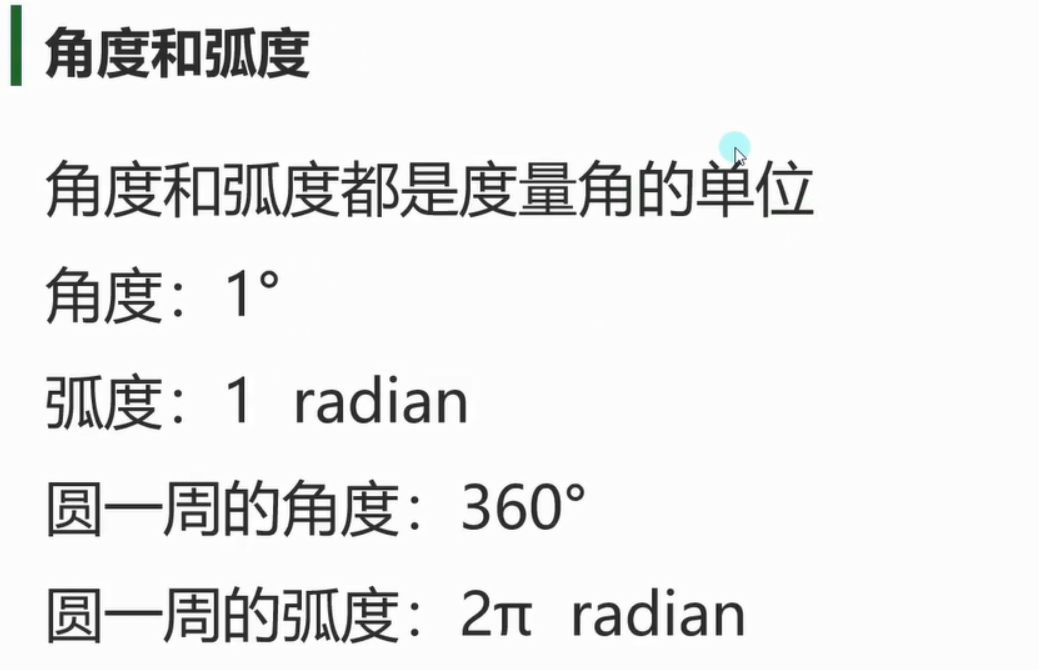 角度和弧度
角度和弧度都是度量角的单位
角度：1°
弧度：1 radian
圆一周的角度：360°
圆一周的弧度：2π radian